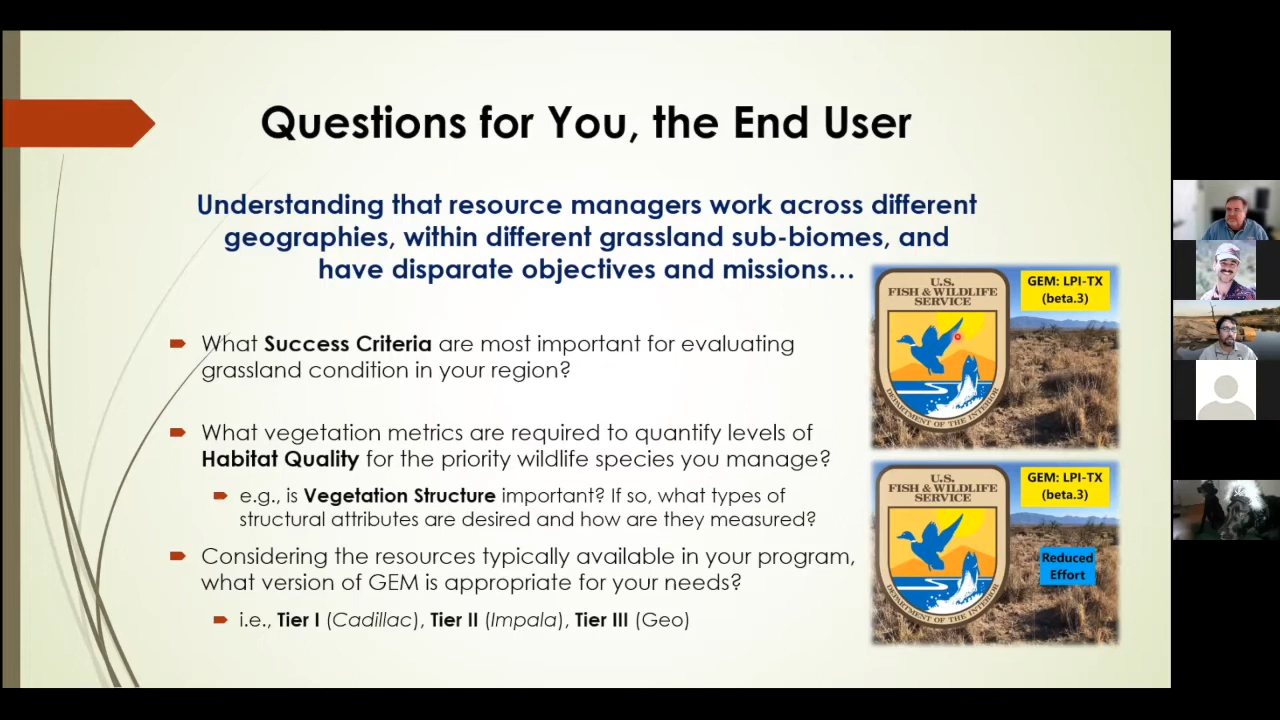 Questions for You, the End User
Understanding that resource managers work across different
geographies, within different grassland sub-biomes, and
have disparate objectives and missions…
What Success Criteria are most important for evaluating
grassland condition in your region?
What vegetation metrics are required to quantify levels of
Habitat Quality for the priority wildlife species you manage?
e.g., is Vegetation Structure important? If so, what types of
structural attributes are desired and how are they measured?
Considering the resources typically available in your program,
what version of GEM is appropriate for your needs?
i.e., Tier I (Cadillac), Tier II (Impala), Tier III (Geo)
U.S.
FISH & WILDLIFE
SERVICE
DEPARTMENT OF THE INTERIOR
GEM: LPI-TX
(beta.3)
U.S.
FISH & WILDLIFE
SERVICE
DEPARTMENT OF THE INTERIOR
GEM: LPI-TX
(beta.3)
Reduced
Effort